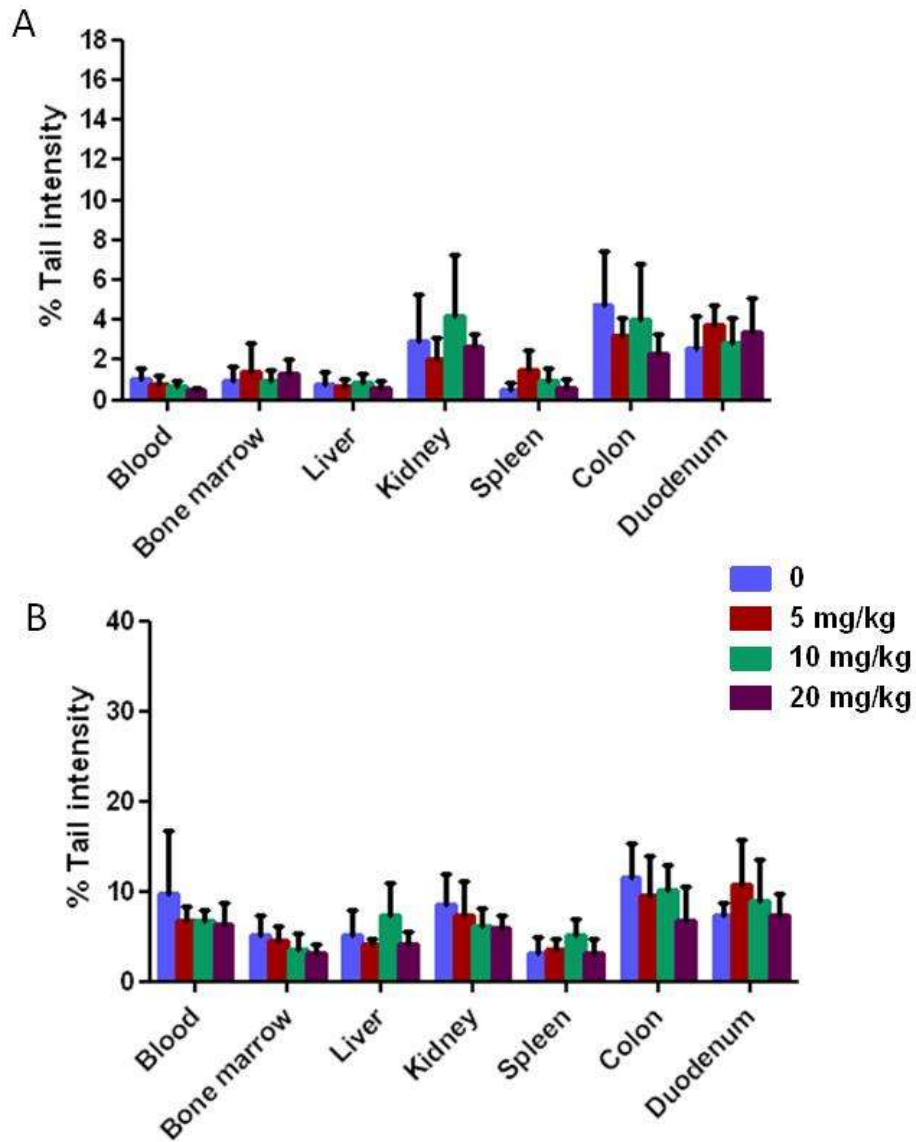 A
18
16
14
12
10
8
6
4
2
0
% Tail intensity
Blood
Bone marrow
Liver
Kidney
Spleen
Colon
Duodenum
0
5 mg/kg
10 mg/kg
20 mg/kg
B
40
30
20
10
0
% Tail intensity
Blood
Bone marrow
Liver
Kidney
Spleen
Colon
Duodenum